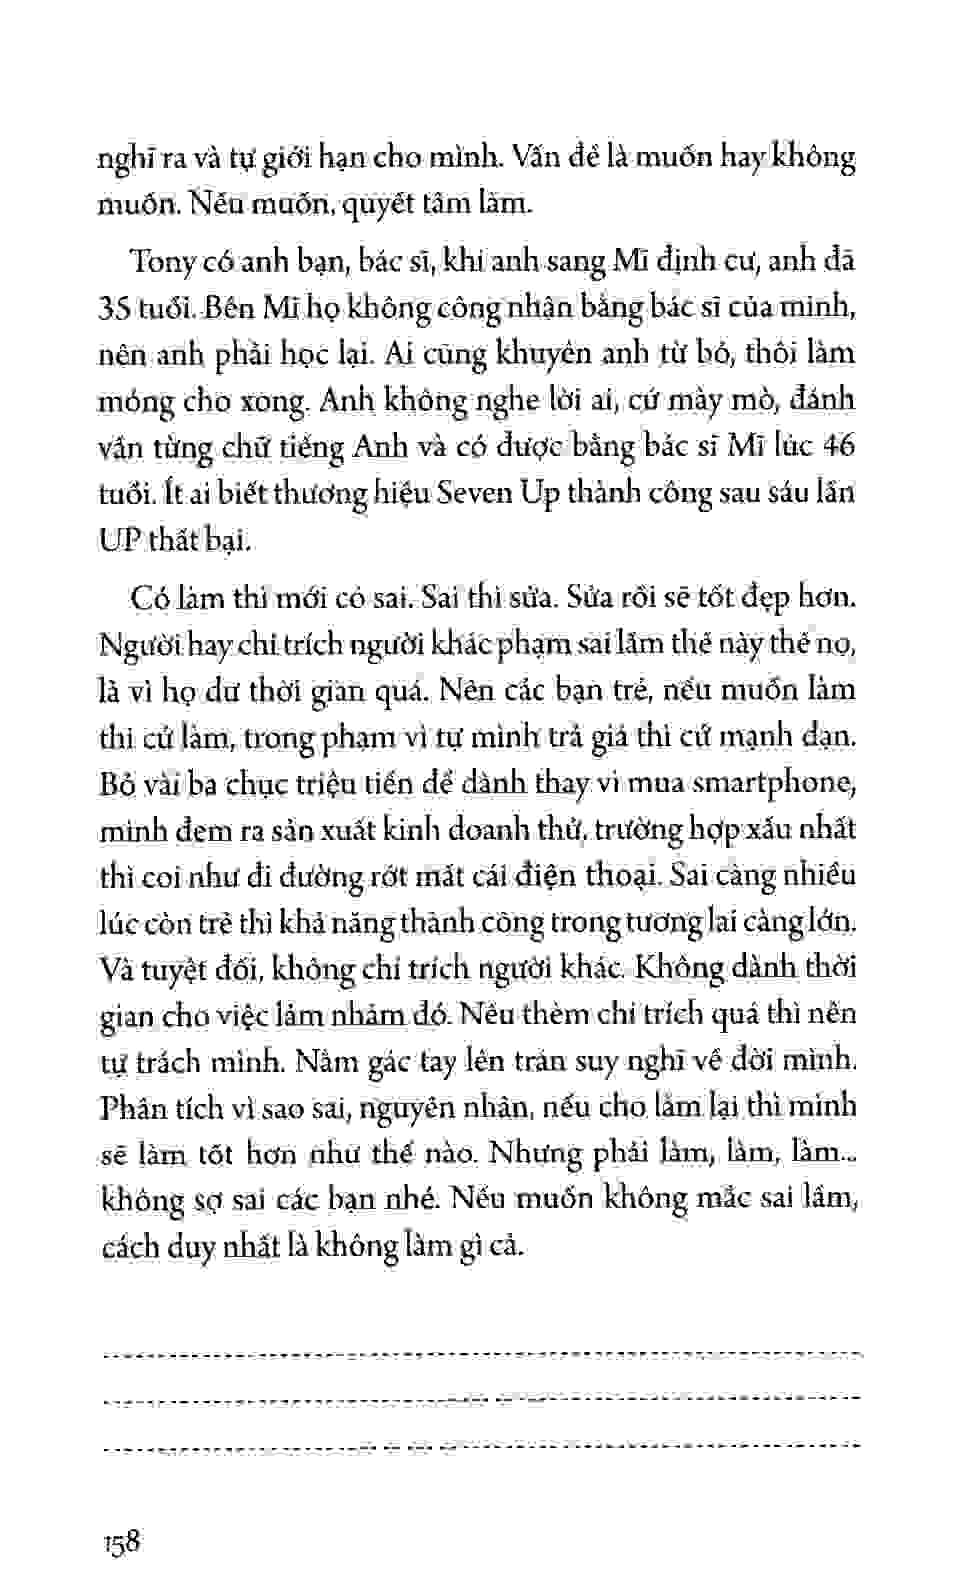 nghĩ ra và tự giới hạn cho mình. Vấn đề là muốn hay không
muốn. Nếu muốn, quyết tâm làm.
Tony có anh bạn, bác sĩ, khi anh sang Mĩ định cư, anh đã
35 tuổi. Bên Mĩ họ không công nhận bằng bác sĩ của mình,
nên anh phải học lại. Ai cũng khuyên anh từ bỏ, thôi làm
móng cho xong. Anh không nghe lời ai, cứ mày mò, đánh
vần từng chữ tiếng Anh và có được bằng bác sĩ Mĩ lúc 46
tuổi. Ít ai biết thương hiệu Seven Up thành công sau sáu lần
UP thất bại.
Có làm thì mới có sai. Sai thì sửa. Sửa rồi sẽ tốt đẹp hơn.
Người hay chỉ trích người khác phạm sai lầm thế này thế nọ,
là vì họ dư thời gian quá. Nên các bạn trẻ, nếu muốn làm
thì cứ làm, trong phạm vi tự mình trả giá thì cứ mạnh dạn.
Bỏ vài ba chục triệu tiền để dành thay vì mua smartphone,
mình đem ra sản xuất kinh doanh thử, trường hợp xấu nhất
thì coi như đi đường rớt mất cái điện thoại. Sai càng nhiều
lúc còn trẻ thì khả năng thành công trong tương lai càng lớn.
Và tuyệt đối, không chỉ trích người khác. Không dành thời
gian cho việc lảm nhảm đó. Nếu thèm chỉ trích quá thì nên
tự trách mình. Nằm gác tay lên trán suy nghĩ về đời mình.
Phân tích vì sao sai, nguyên nhân, nếu cho làm lại thì mình
sẽ làm tốt hơn như thế nào. Nhưng phải làm, làm, làm...
không sợ sai các bạn nhé. Nếu muốn không mắc sai lầm,
cách duy nhất là không làm gì cả.
158